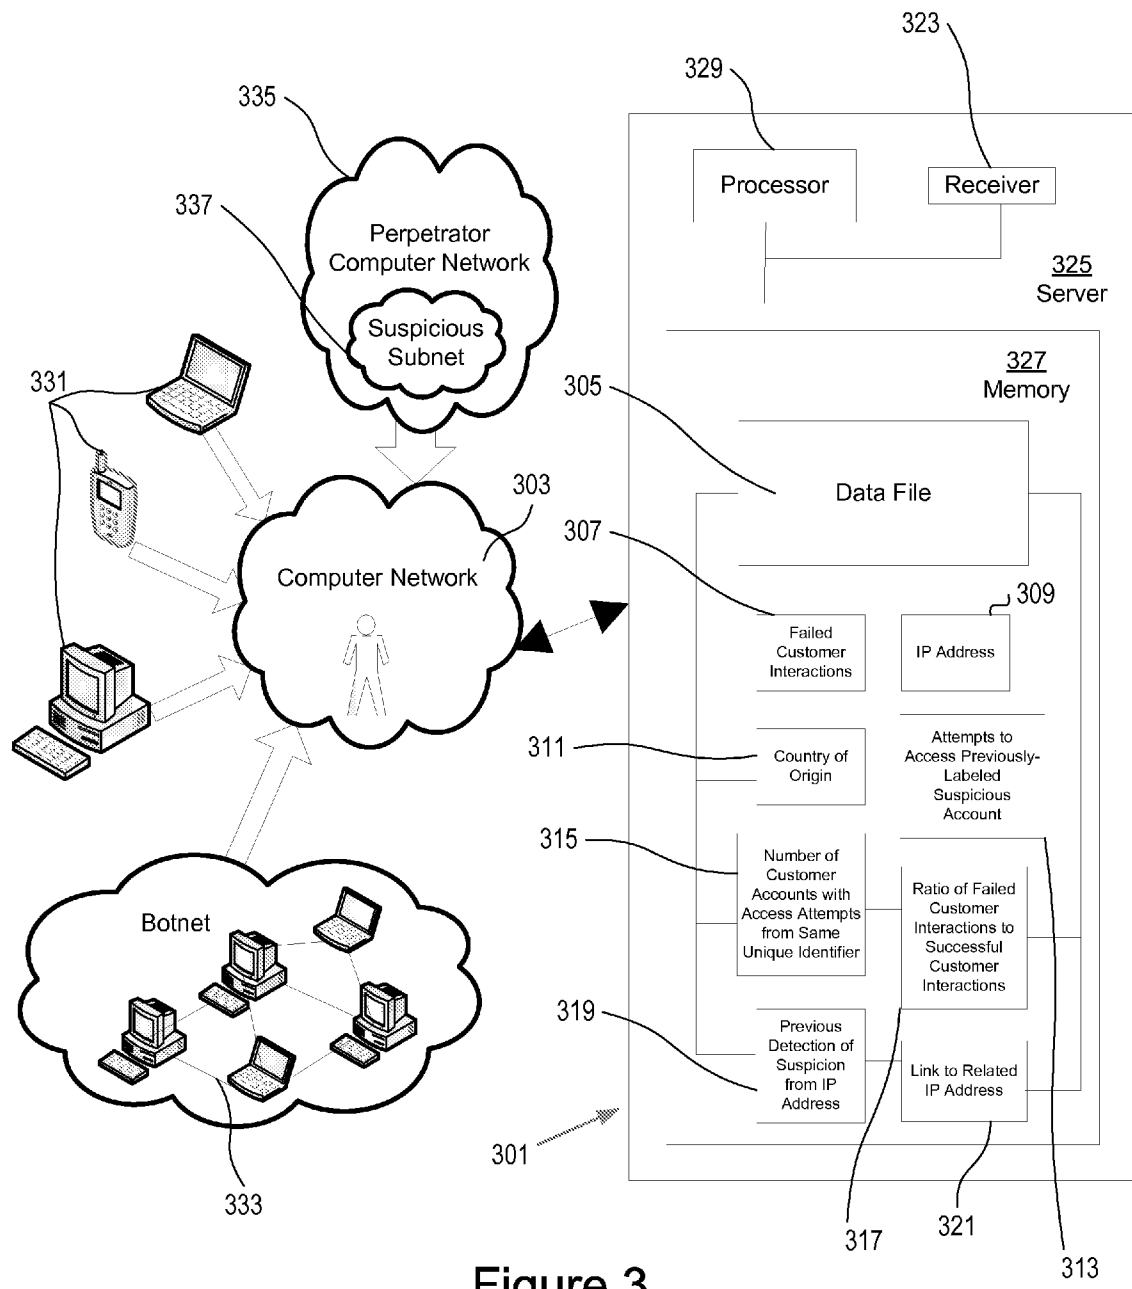 323
329
335
Processor
Receiver
337
Perpetrator
Computer Network
325
Server
Suspicious
Subnet
327
Memory
331
305
Data File
303
307
Computer Network
309
Failed
Customer
Interactions
IP Address
311
Country of
Origin
Attempts to
Access Previously-
Labeled
Suspicious
Account
315
Number of
Customer
Accounts with
Access Attempts
from Same
Unique Identifier
Ratio of Failed
Customer
Interactions to
Successful
Customer
Interactions
Botnet
319
Previous
Detection of
Suspicion
from IP
Address
Link to Related
IP Address
301
333
317
321
313
Figure 3